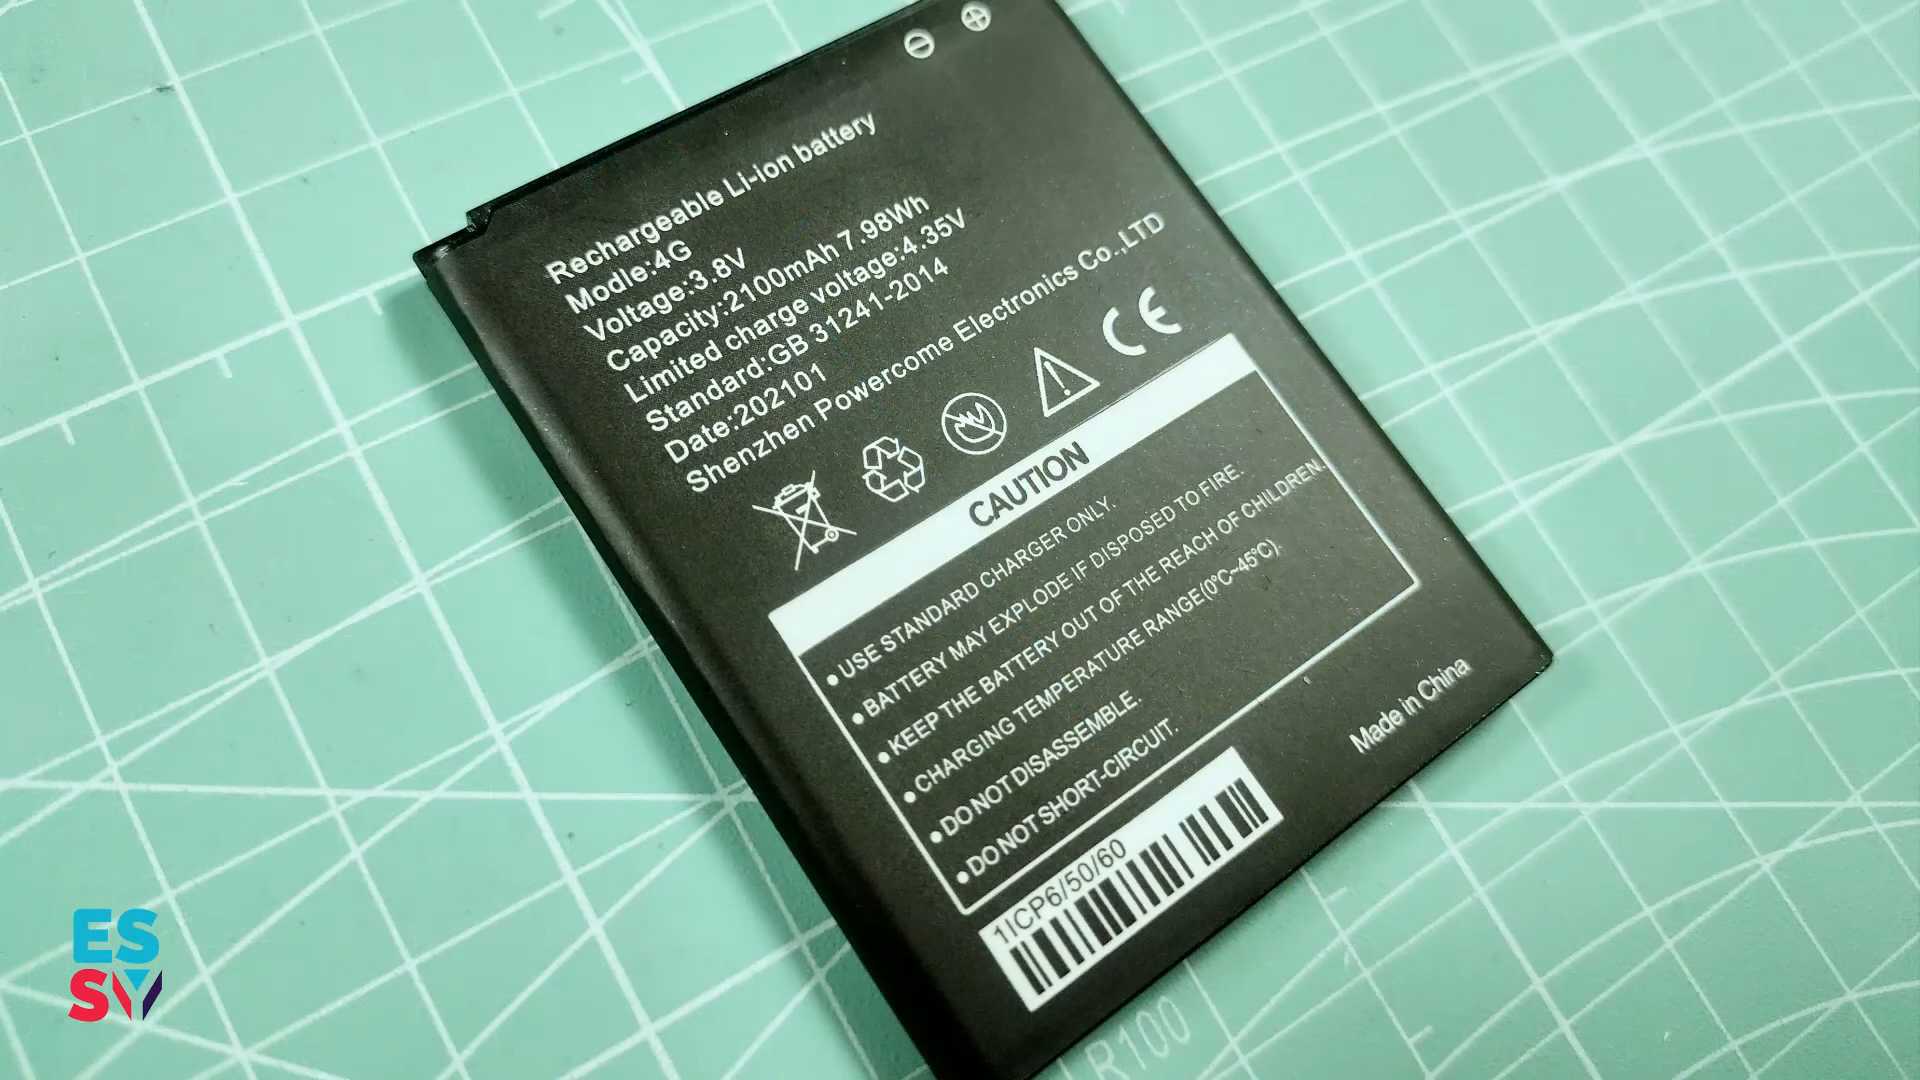 Rechargeable Li-ion battery
Modle:4G
Voltage:3.8V
Capacity:2100mAh 7.98Wh
Limited charge voltage:4.35V
Standard:GB 31241-2014
Date:202101
Shenzhen Powercome Electronics Co.,LTD
CE
CAUTION
• USE STANDARD CHARGER ONLY.
• BATTERY MAY EXPLODE IF DISPOSED TO FIRE.
• KEEP THE BATTERY OUT OF THE REACH OF CHILDREN.
• CHARGING TEMPERATURE RANGE(0°C~45°C).
• DO NOT DISASSEMBLE.
• DO NOT SHORT-CIRCUIT.
1ICP6/50/60
Made in China
R100
ES
SY